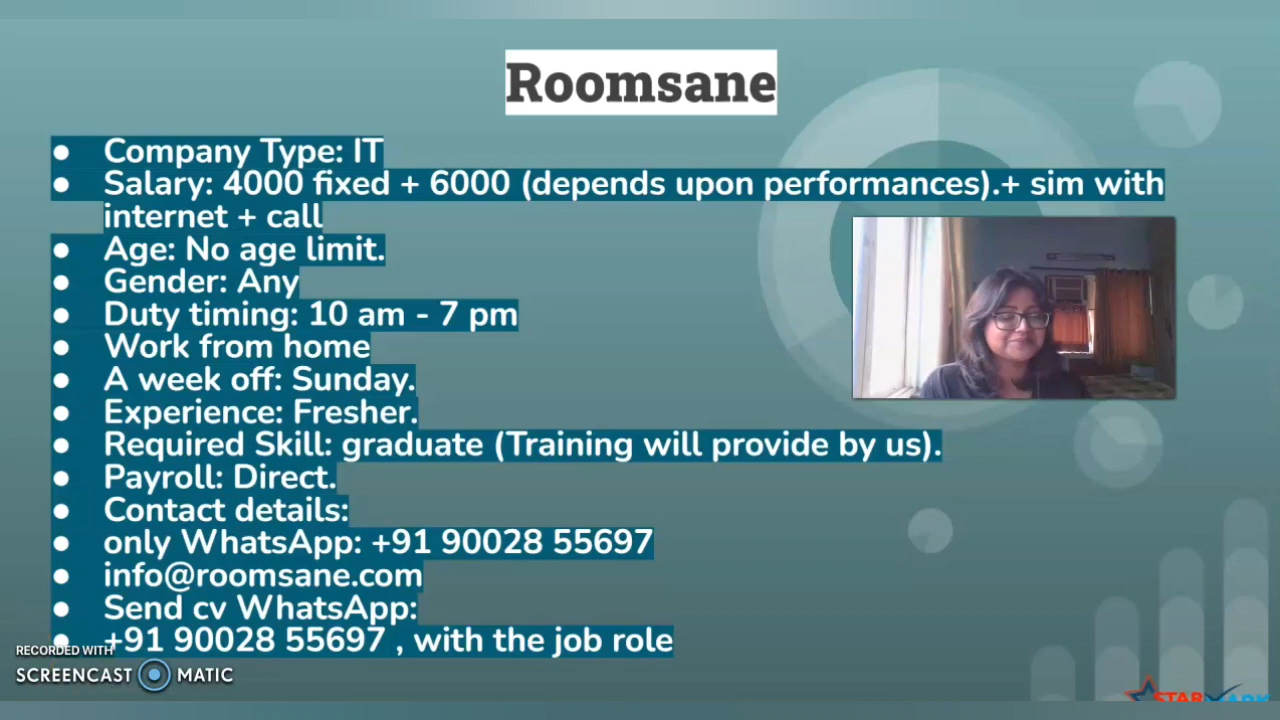 Roomsane
● Company Type: IT
● Salary: 4000 fixed + 6000 (depends upon performances).+ sim with
internet + call
● Age: No age limit.
● Gender: Any
● Duty timing: 10 am - 7 pm
● Work from home
● A week off: Sunday.
● Experience: Fresher.
● Required Skill: graduate (Training will provide by us).
● Payroll: Direct.
● Contact details:
● only WhatsApp: +91 90028 55697
● info@roomsane.com
● Send cv WhatsApp:
● +91 90028 55697 , with the job role
RECORDED WITH
SCREENCAST MATIC
STARMARK